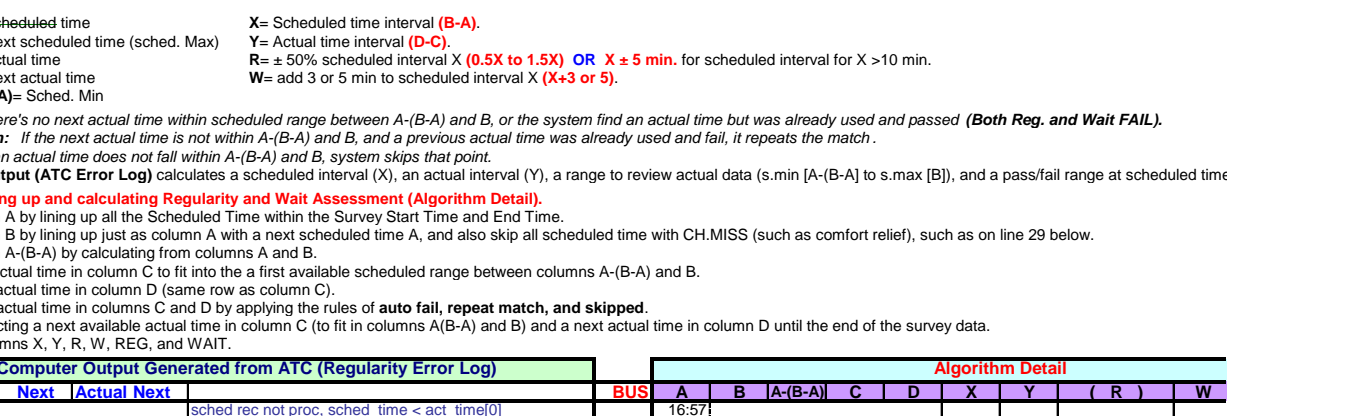 scheduled time X= Scheduled time interval (B-A).
ext scheduled time (sched. Max) Y= Actual time interval (D-C).
ctual time R= ± 50% scheduled interval X (0.5X to 1.5X) OR X ± 5 min. for scheduled interval for X >10 min.
ext actual time W= add 3 or 5 min to scheduled interval X (X+3 or 5).
A)= Sched. Min
ere's no next actual time within scheduled range between A-(B-A) and B, or the system find an actual time but was already used and passed (Both Reg. and Wait FAIL).
h: If the next actual time is not within A-(B-A) and B, and a previous actual time was already used and fail, it repeats the match.
n actual time does not fall within A-(B-A) and B, system skips that point.
tput (ATC Error Log) calculates a scheduled interval (X), an actual interval (Y), a range to review actual data (s.min [A-(B-A] to s.max [B]), and a pass/fail range at scheduled time
ng up and calculating Regularity and Wait Assessment (Algorithm Detail).
A by lining up all the Scheduled Time within the Survey Start Time and End Time.
B by lining up just as column A with a next scheduled time A, and also skip all scheduled time with CH.MISS (such as comfort relief), such as on line 29 below.
A-(B-A) by calculating from columns A and B.
ctual time in column C to fit into the a first available scheduled range between columns A-(B-A) and B.
actual time in column D (same row as column C).
actual time in columns C and D by applying the rules of auto fail, repeat match, and skipped.
cting a next available actual time in column C (to fit in columns A(B-A) and B) and a next actual time in column D until the end of the survey data.
mns X, Y, R, W, REG, and WAIT.
Computer Output Generated from ATC (Regularity Error Log) Algorithm Detail
Next Actual Next BUS A B A-(B-A) C D X Y ( R ) W
sched rec not proc, sched_time < act_time[0] 16:57